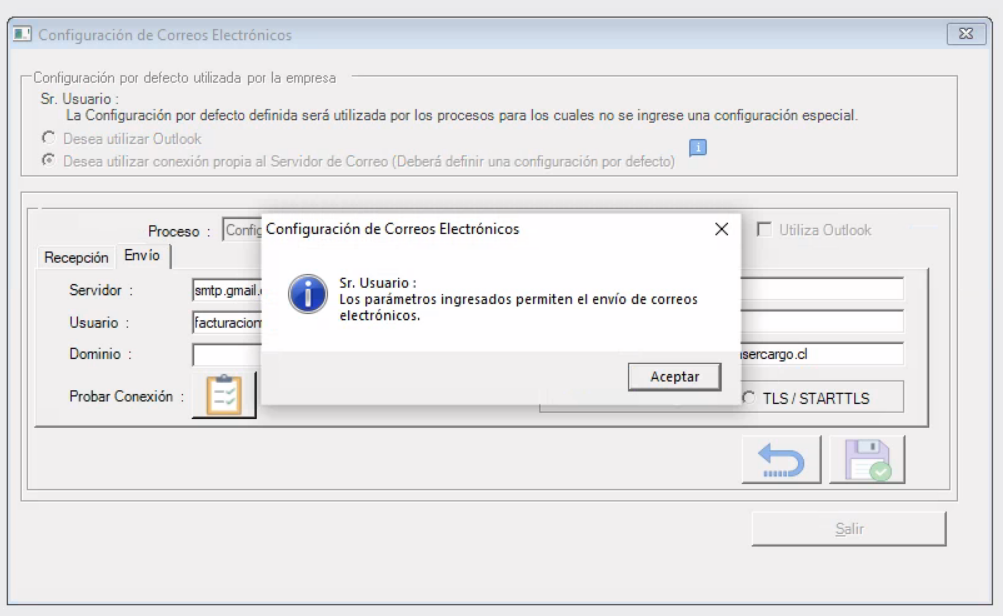 Configuración de Correos Electrónicos
Configuración por defecto utilizada por la empresa
Sr. Usuario :
La Configuración por defecto definida será utilizada por los procesos para los cuales no se ingrese una configuración especial.
Desea utilizar Outlook
Desea utilizar conexión propia al Servidor de Correo (Deberá definir una configuración por defecto)
Proceso :
Utiliza Outlook
Configuración de Correos Electrónicos
Sr. Usuario :
Los parámetros ingresados permiten el envío de correos
electrónicos.
Aceptar
Recepción Envío
Servidor : smtp.gmail.
Usuario :
Dominio : sercargo.cl
Probar Conexión :
TLS / STARTTLS
Salir